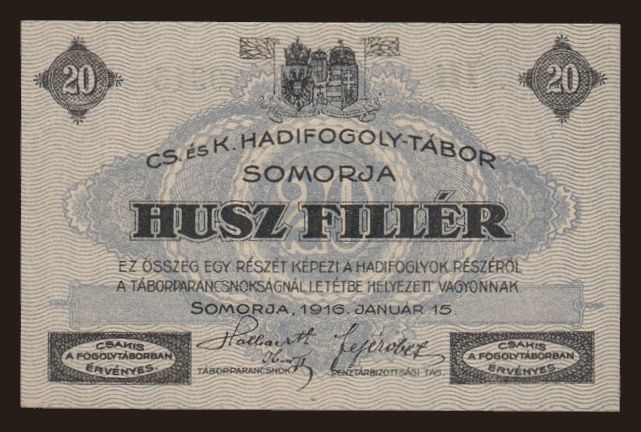 20
20
CS. ÉS K. HADIFOGOLY-TÁBOR
SOMORJA
HUSZ FILLÉR
20
EZ ÖSSZEG EGY RÉSZÉT KÉPEZI A HADIFOGLYOK RÉSZÉRŐL
A TÁBORPARANCSNOKSÁGNÁL LETÉTBE HELYEZETT VAGYONNAK.
SOMORJA, 1916. JANUÁR 15.
TÁBORPARANCSNOK.
PÉNZTÁRBIZOTTSÁGI TAG.
CSAKIS
A FOGOLYTÁBORBAN
ÉRVÉNYES.
CSAKIS
A FOGOLYTÁBORBAN
ÉRVÉNYES.